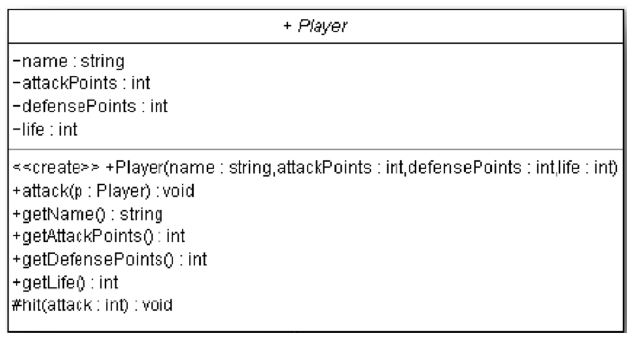 + Player
-name : string
-attackPoints : int
-defensePoints : int
-life : int
<<create>> +Player(name : string,attackPoints : int,defensePoints : int,life : int)
+attack(p : Player) : void
+getName() : string
+getAttackPoints() : int
+getDefensePoints() : int
+getLife() : int
#hit(attack : int) : void